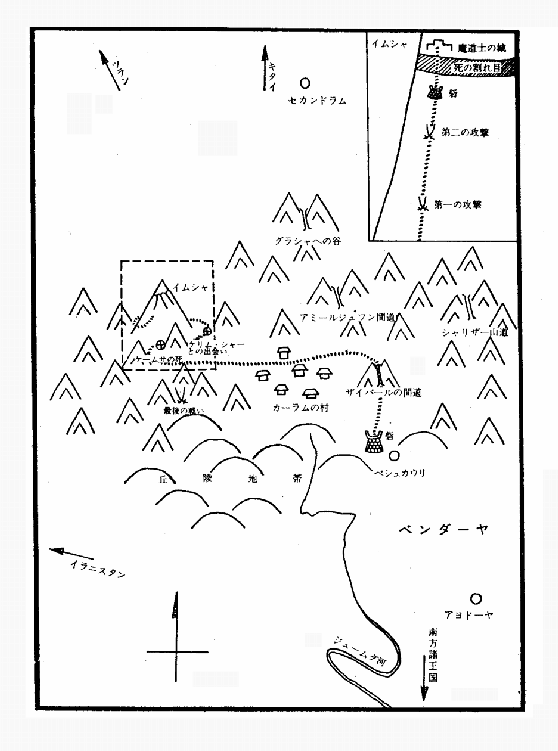 トゥラン
キタイ
セカンドラム
イムシャ
魔道士の城
死の割れ目
砦
第二の攻撃
第一の攻撃
グラシャへの谷
イムシャ
アミールジェフン間道
シャリザー山道
ケリム・シャー
との出会い
ケームサの死
ザイバールの間道
カーラムの村
最後の戦い
砦
ペシュカウリ
丘陵地帯
ベンダーヤ
イラニスタン
アヨドーヤ
ジュームダ河
南方諸王国